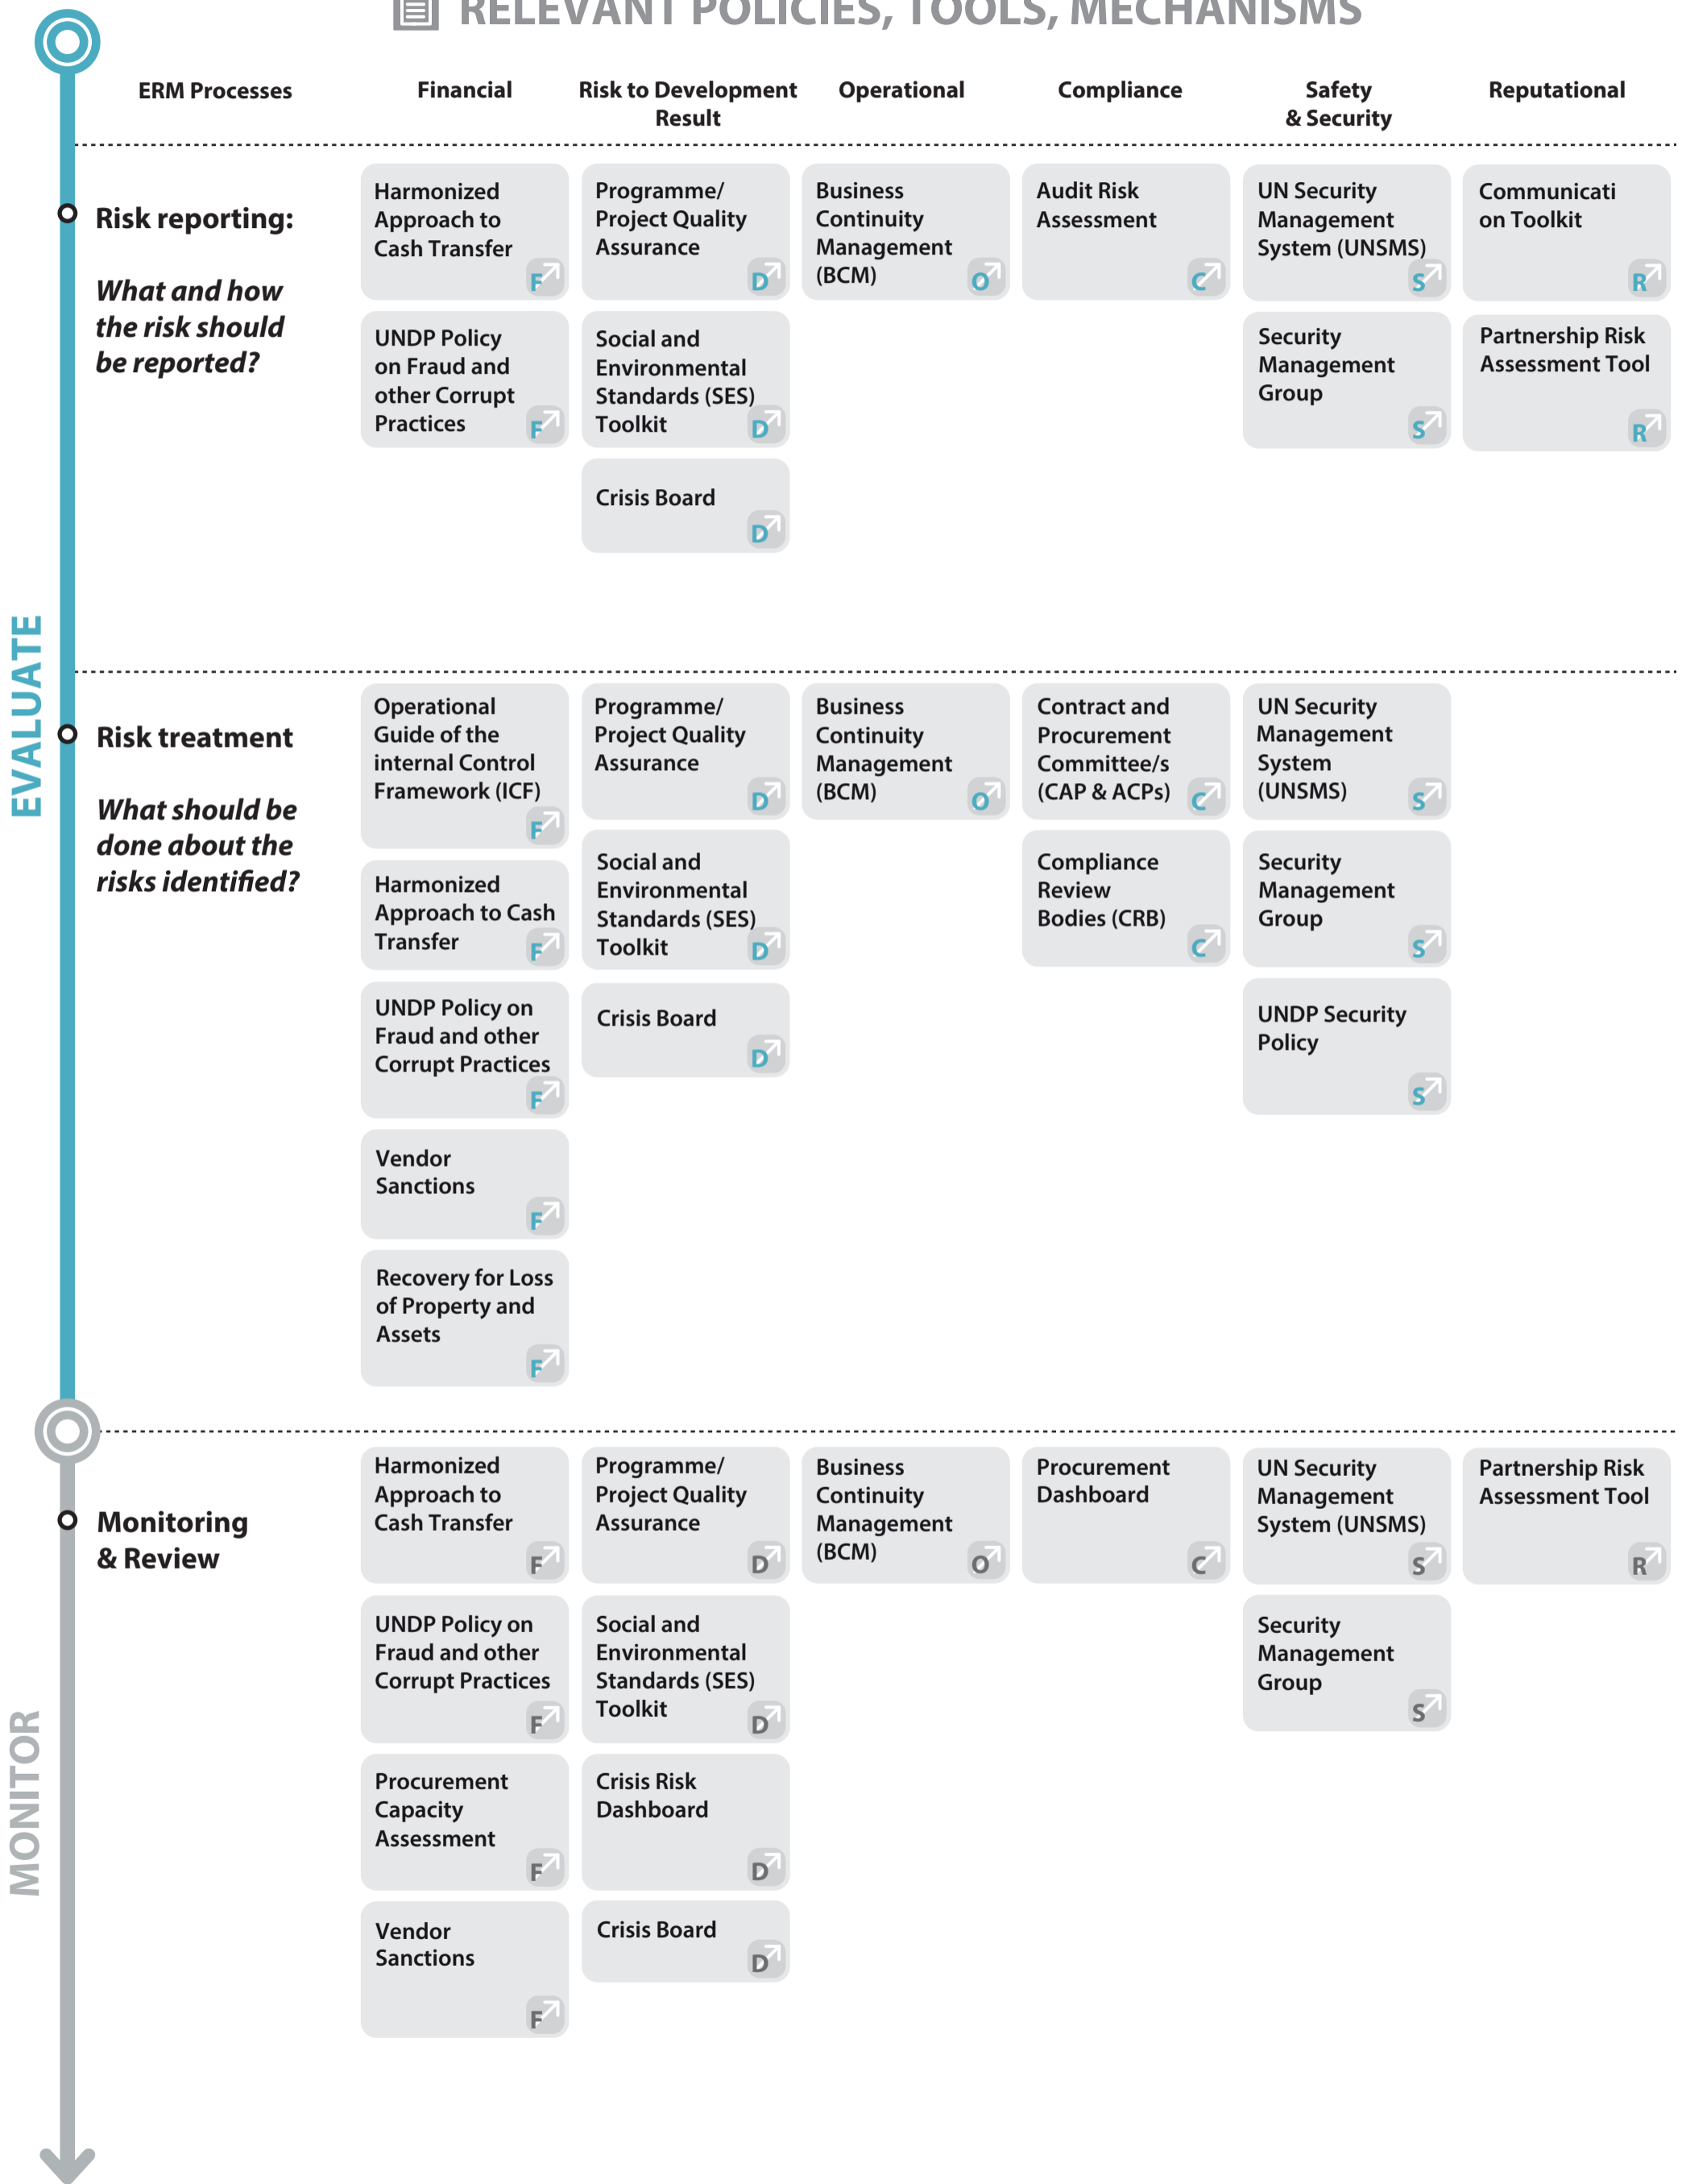 RELEVANT POLICIES, TOOLS, MECHANISMS
ERM Processes
Financial
Risk to Development
Result
Operational
Compliance
Safety
& Security
Reputational
EVALUATE
Risk reporting:
What and how
the risk should
be reported?
Harmonized
Approach to
Cash Transfer
F
UNDP Policy
on Fraud and
other Corrupt
Practices
F
Programme/
Project Quality
Assurance
D
Social and
Environmental
Standards (SES)
Toolkit
D
Crisis Board
D
Business
Continuity
Management
(BCM)
O
Audit Risk
Assessment
C
UN Security
Management
System (UNSMS)
S
Security
Management
Group
S
Communicati
on Toolkit
R
Partnership Risk
Assessment Tool
R
Risk treatment
What should be
done about the
risks identified?
Operational
Guide of the
internal Control
Framework (ICF)
F
Harmonized
Approach to Cash
Transfer
F
UNDP Policy on
Fraud and other
Corrupt Practices
F
Vendor
Sanctions
F
Recovery for Loss
of Property and
Assets
F
Programme/
Project Quality
Assurance
D
Social and
Environmental
Standards (SES)
Toolkit
D
Crisis Board
D
Business
Continuity
Management
(BCM)
O
Contract and
Procurement
Committee/s
(CAP & ACPs)
C
Compliance
Review
Bodies (CRB)
C
UN Security
Management
System
(UNSMS)
S
Security
Management
Group
S
UNDP Security
Policy
S
MONITOR
Monitoring
& Review
Harmonized
Approach to
Cash Transfer
F
UNDP Policy on
Fraud and other
Corrupt Practices
F
Procurement
Capacity
Assessment
F
Vendor
Sanctions
F
Programme/
Project Quality
Assurance
D
Social and
Environmental
Standards (SES)
Toolkit
D
Crisis Risk
Dashboard
D
Crisis Board
D
Business
Continuity
Management
(BCM)
O
Procurement
Dashboard
C
UN Security
Management
System (UNSMS)
S
Security
Management
Group
S
Partnership Risk
Assessment Tool
R